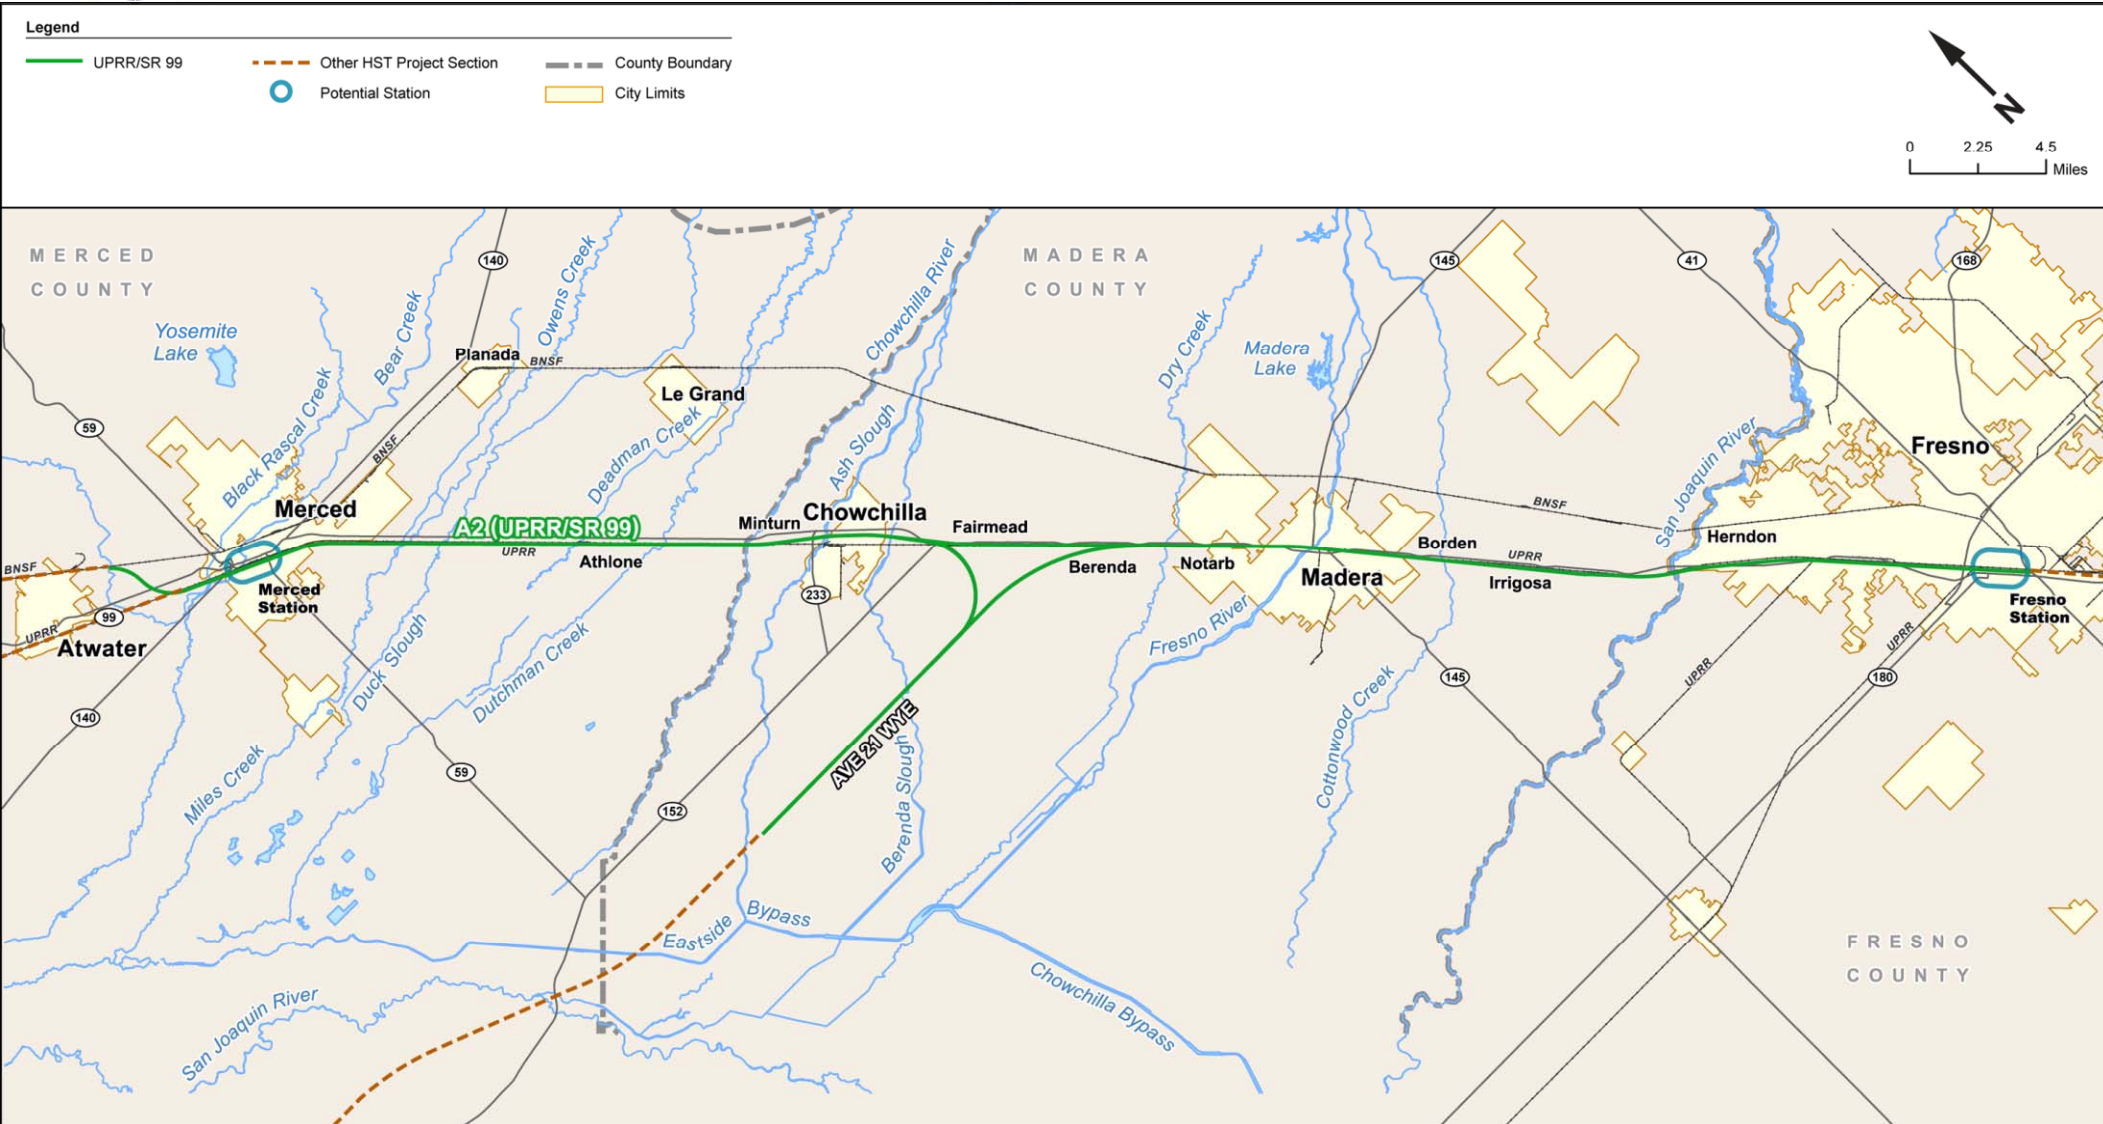 Legend
UPRR/SR 99
Other HST Project Section
County Boundary
Potential Station
City Limits
N
0 2.25 4.5
Miles
MERCED
COUNTY
MADERA
COUNTY
140
145
41
168
Yosemite
Lake
Bear Creek
Owens Creek
Chowchilla River
Dry Creek
Madera
Lake
Planada
BNSF
Le Grand
59
Black Rascal Creek
BNSF
Deadman Creek
Ash Slough
San Joaquin River
Fresno
Merced
A2 (UPRR/SR 99)
UPRR
Athlone
Minturn
Chowchilla
Fairmead
Berenda
Notarb
Madera
Borden
BNSF
UPRR
Irrigosa
Herndon
BNSF
Merced
Station
233
Fresno
Station
99
UPRR
Atwater
Duck Slough
Dutchman Creek
Fresno River
UPRR
UPRR
140
Miles Creek
59
152
AVE 21 WYE
Berenda Slough
Cottonwood Creek
145
180
Eastside
Bypass
Chowchilla Bypass
San Joaquin River
FRESNO
COUNTY